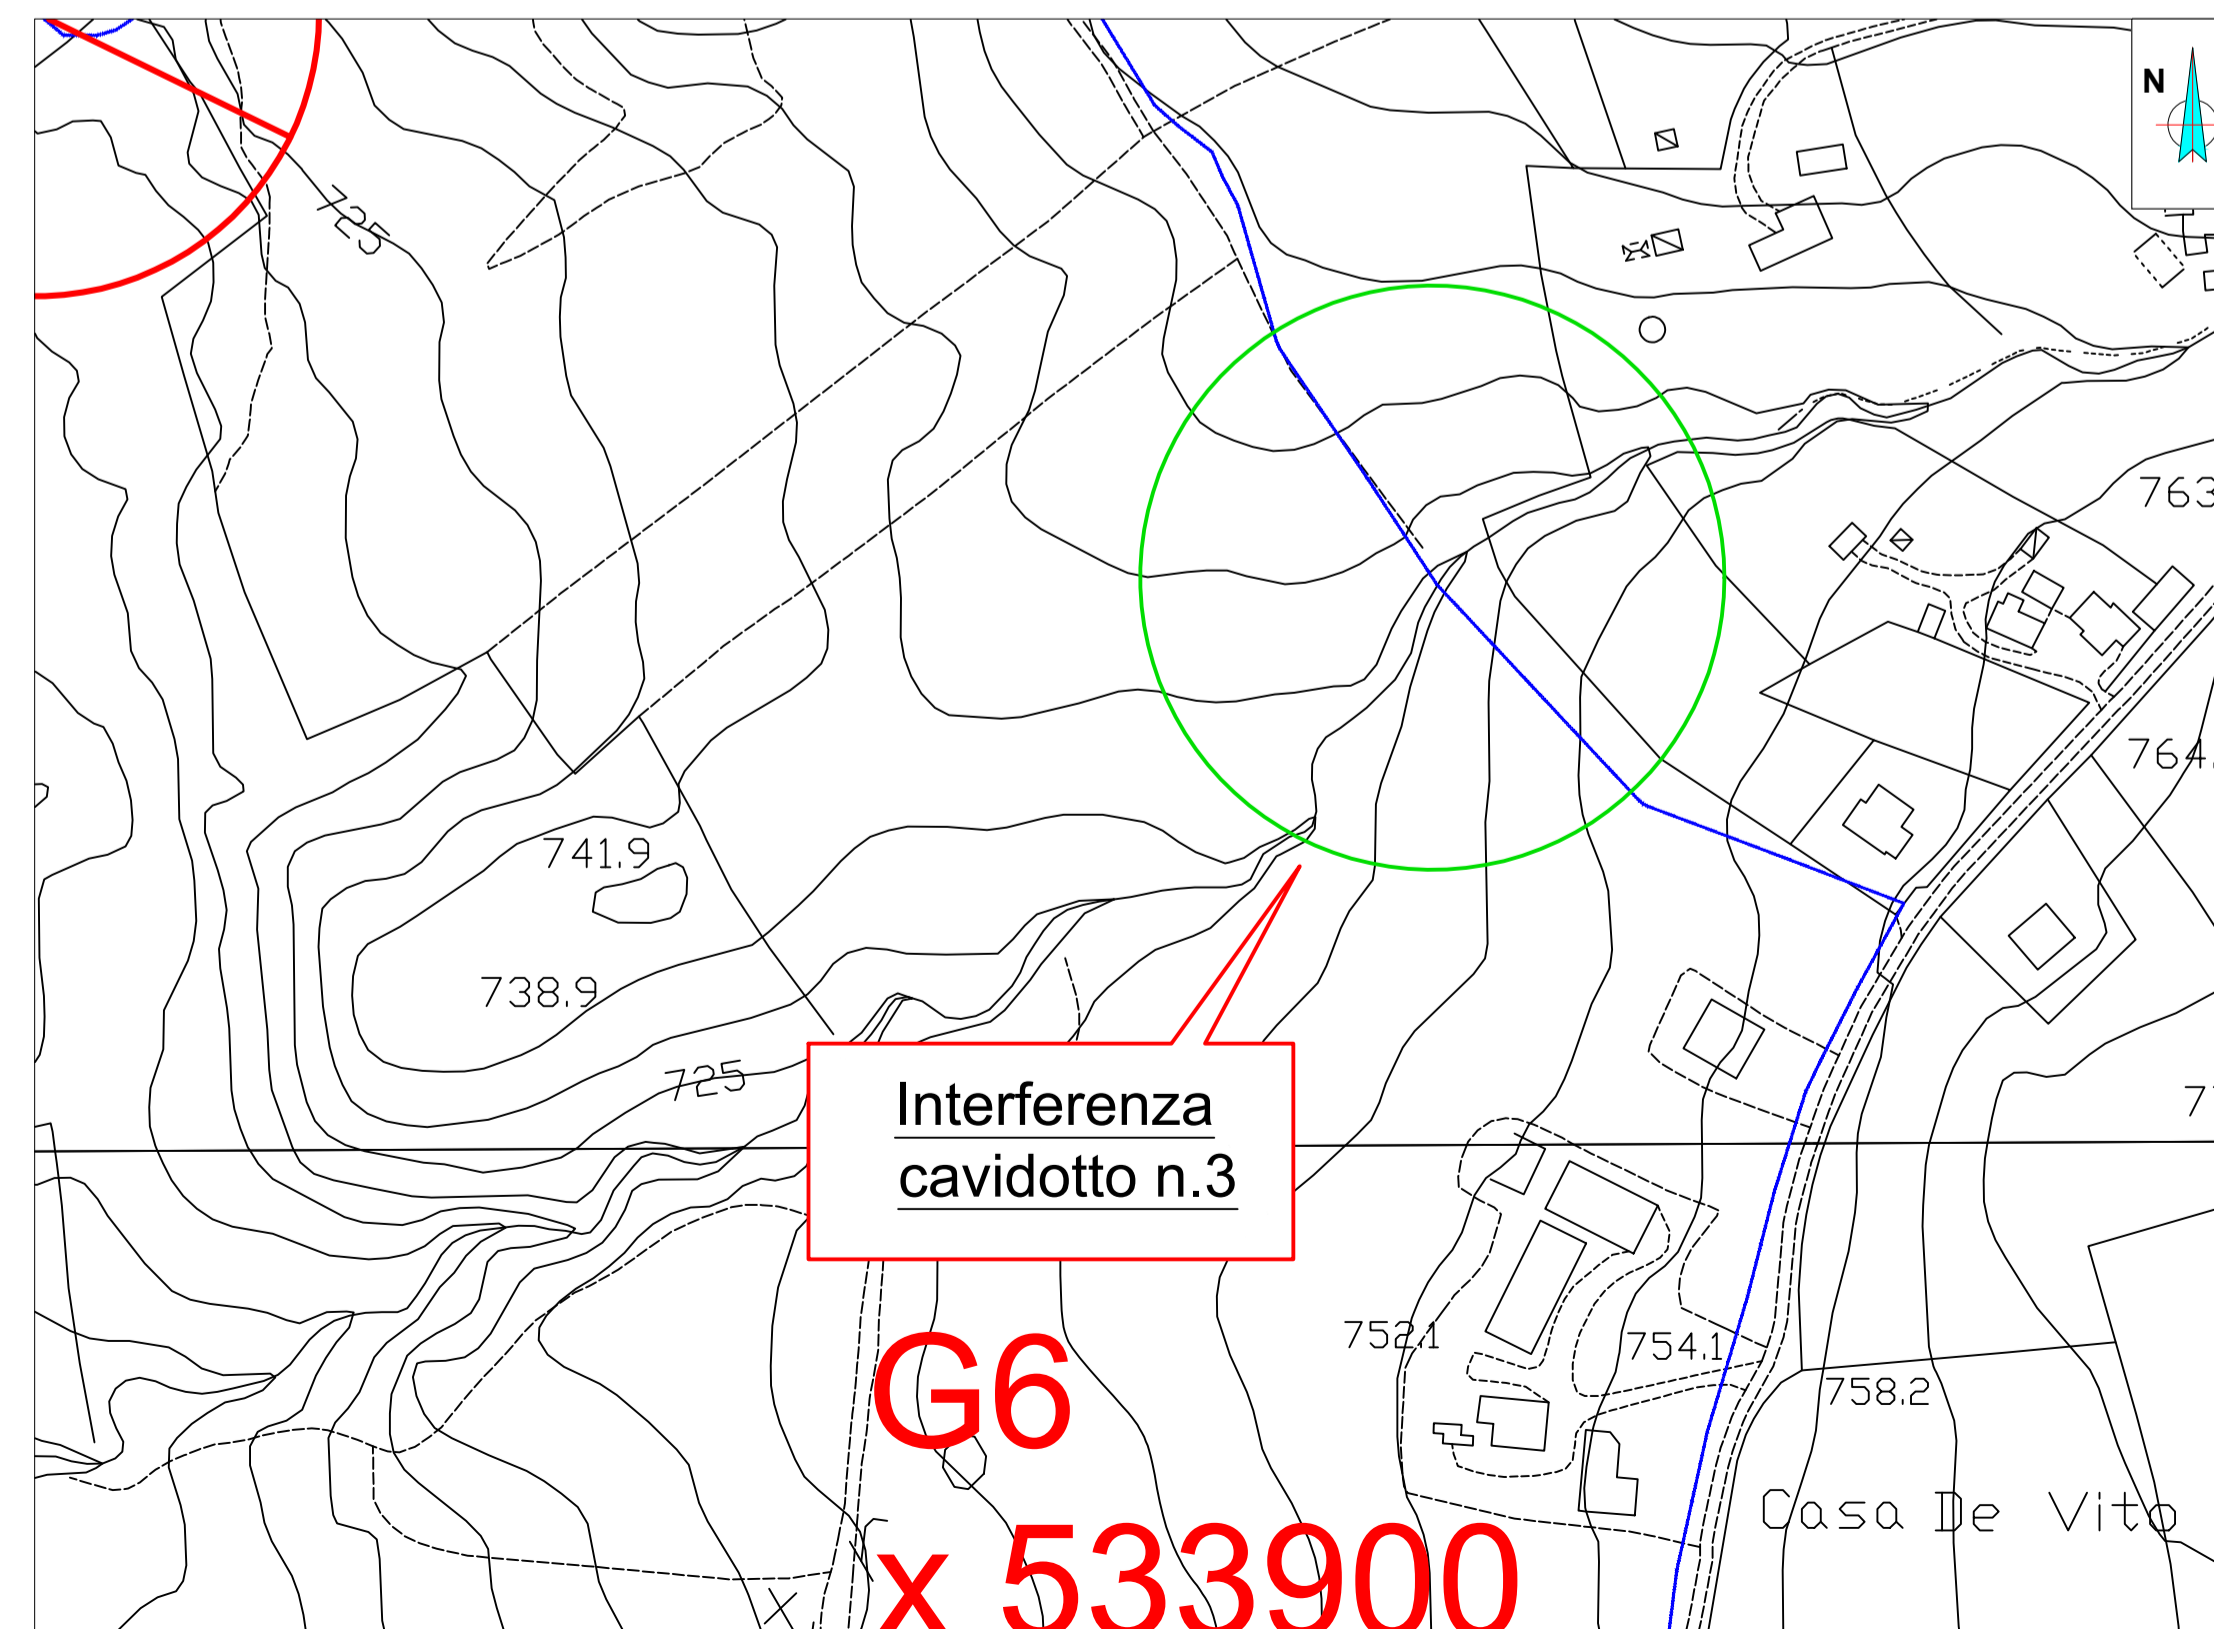 N
735
763
764.
741.9
738.9
725
Interferenza
cavidotto n.3
752.1
754.1
758.2
G6
Casa De Vito
x 533900